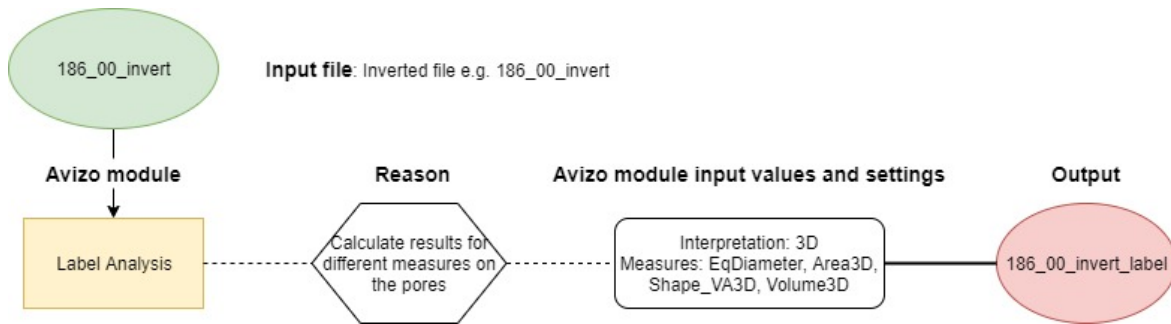 186_00_invert
Input file: Inverted file e.g. 186_00_invert
Avizo module
Reason
Avizo module input values and settings
Output
Label Analysis
Calculate results for
different measures on
the pores
Interpretation: 3D
Measures: EqDiameter, Area3D,
Shape_VA3D, Volume3D
186_00_invert_label